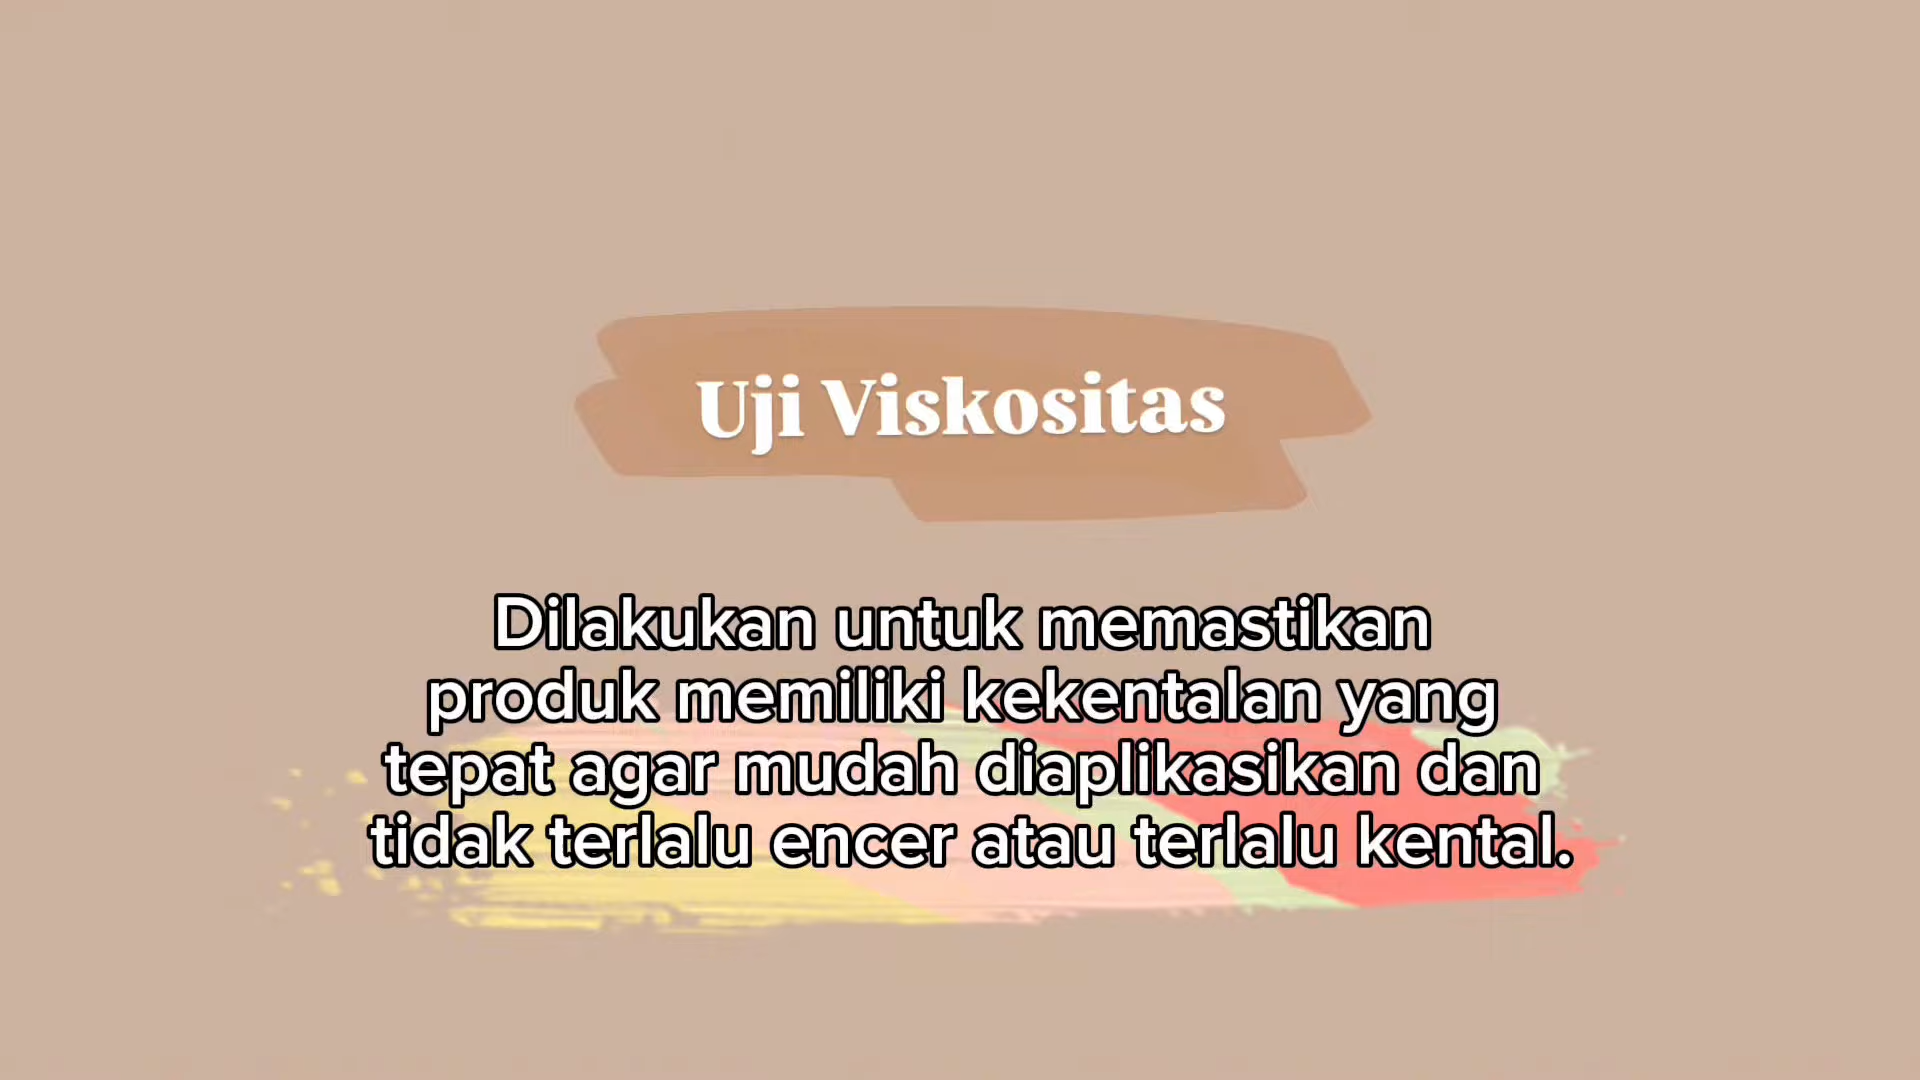 Uji Viskositas
Dilakukan untuk memastikan
produk memiliki kekentalan yang
tepat agar mudah diaplikasikan dan
tidak terlalu encer atau terlalu kental.